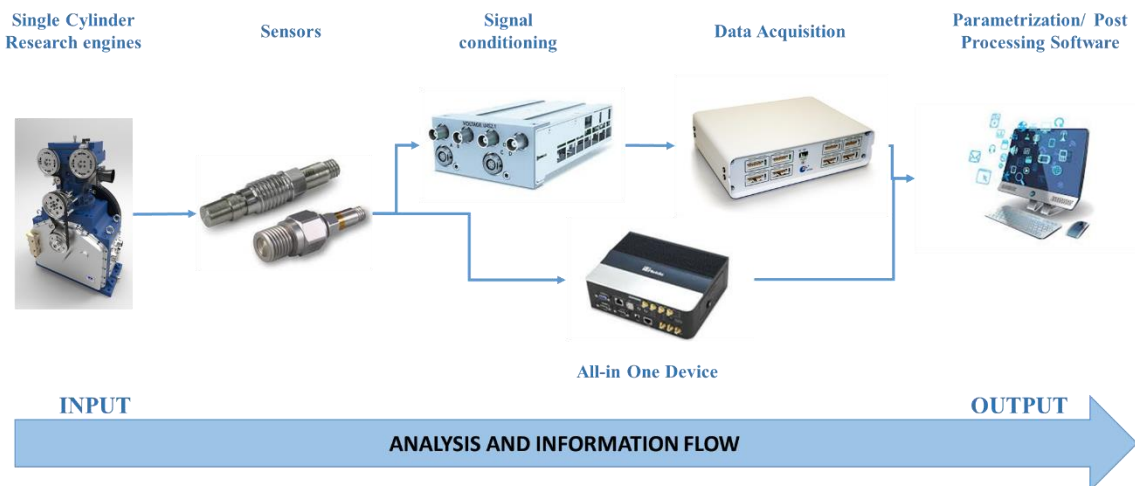 Single Cylinder
Research engines
Sensors
Signal
conditioning
Data Acquisition
Parametrization/ Post
Processing Software
All-in One Device
INPUT
OUTPUT
ANALYSIS AND INFORMATION FLOW